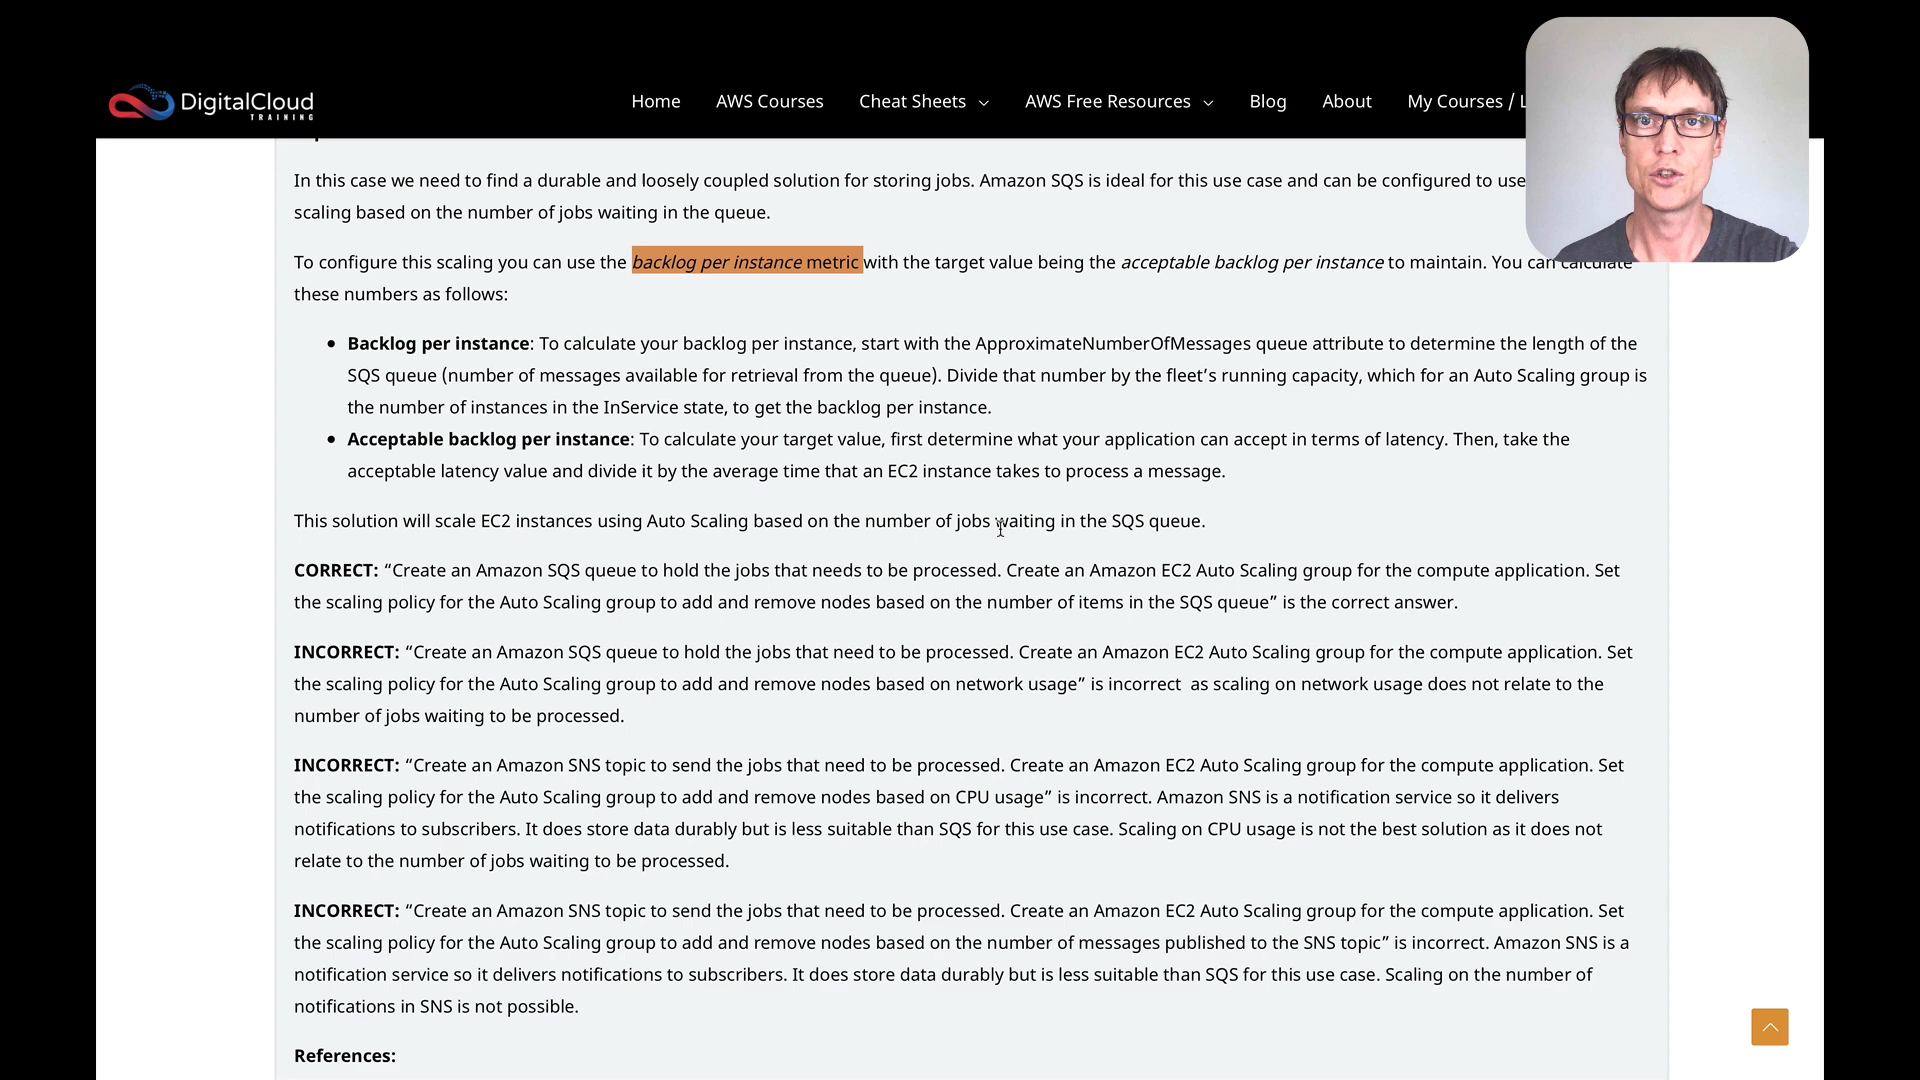 DigitalCloud
TRAINING
Home AWS Courses Cheat Sheets AWS Free Resources Blog About My Courses / L
In this case we need to find a durable and loosely coupled solution for storing jobs. Amazon SQS is ideal for this use case and can be configured to use
scaling based on the number of jobs waiting in the queue.
To configure this scaling you can use the backlog per instance metric with the target value being the acceptable backlog per instance to maintain. You can calculate
these numbers as follows:
• Backlog per instance: To calculate your backlog per instance, start with the ApproximateNumberOfMessages queue attribute to determine the length of the
SQS queue (number of messages available for retrieval from the queue). Divide that number by the fleet’s running capacity, which for an Auto Scaling group is
the number of instances in the InService state, to get the backlog per instance.
• Acceptable backlog per instance: To calculate your target value, first determine what your application can accept in terms of latency. Then, take the
acceptable latency value and divide it by the average time that an EC2 instance takes to process a message.
This solution will scale EC2 instances using Auto Scaling based on the number of jobs waiting in the SQS queue.
CORRECT: “Create an Amazon SQS queue to hold the jobs that needs to be processed. Create an Amazon EC2 Auto Scaling group for the compute application. Set
the scaling policy for the Auto Scaling group to add and remove nodes based on the number of items in the SQS queue” is the correct answer.
INCORRECT: “Create an Amazon SQS queue to hold the jobs that need to be processed. Create an Amazon EC2 Auto Scaling group for the compute application. Set
the scaling policy for the Auto Scaling group to add and remove nodes based on network usage” is incorrect as scaling on network usage does not relate to the
number of jobs waiting to be processed.
INCORRECT: “Create an Amazon SNS topic to send the jobs that need to be processed. Create an Amazon EC2 Auto Scaling group for the compute application. Set
the scaling policy for the Auto Scaling group to add and remove nodes based on CPU usage” is incorrect. Amazon SNS is a notification service so it delivers
notifications to subscribers. It does store data durably but is less suitable than SQS for this use case. Scaling on CPU usage is not the best solution as it does not
relate to the number of jobs waiting to be processed.
INCORRECT: “Create an Amazon SNS topic to send the jobs that need to be processed. Create an Amazon EC2 Auto Scaling group for the compute application. Set
the scaling policy for the Auto Scaling group to add and remove nodes based on the number of messages published to the SNS topic” is incorrect. Amazon SNS is a
notification service so it delivers notifications to subscribers. It does store data durably but is less suitable than SQS for this use case. Scaling on the number of
notifications in SNS is not possible.
References: